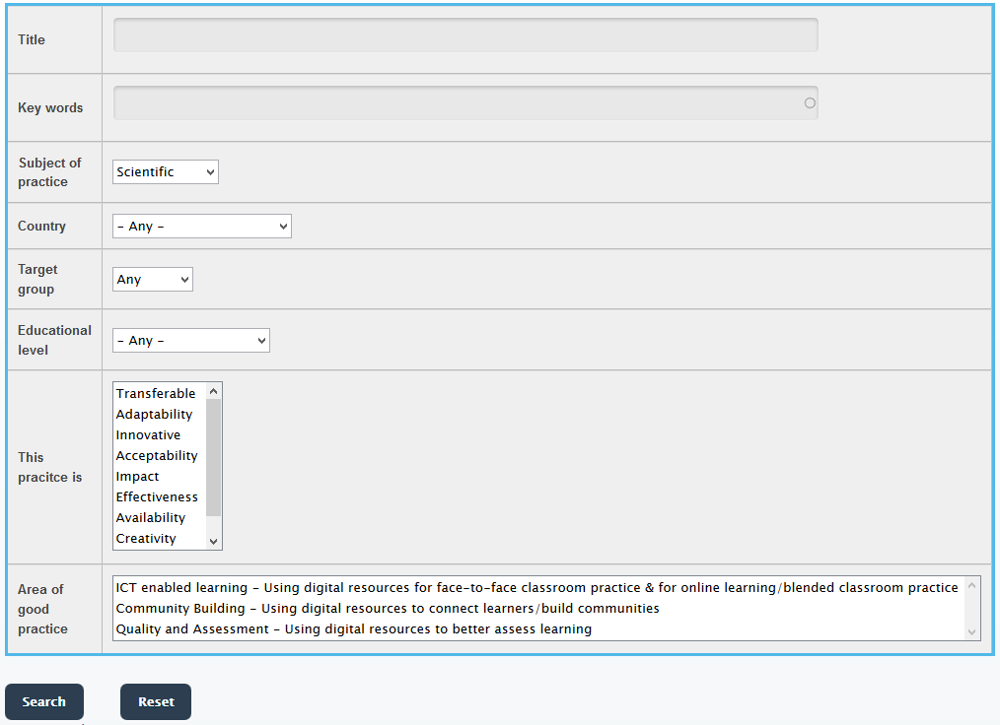 Title
Key words
Subject of
practice
Scientific
Country
- Any -
Target
group
Any
Educational
level
- Any -
This
pracitce is
Transferable
Adaptability
Innovative
Acceptability
Impact
Effectiveness
Availability
Creativity
Area of
good
practice
ICT enabled learning - Using digital resources for face-to-face classroom practice & for online learning/blended classroom practice
Community Building - Using digital resources to connect learners/build communities
Quality and Assessment - Using digital resources to better assess learning
Search
Reset